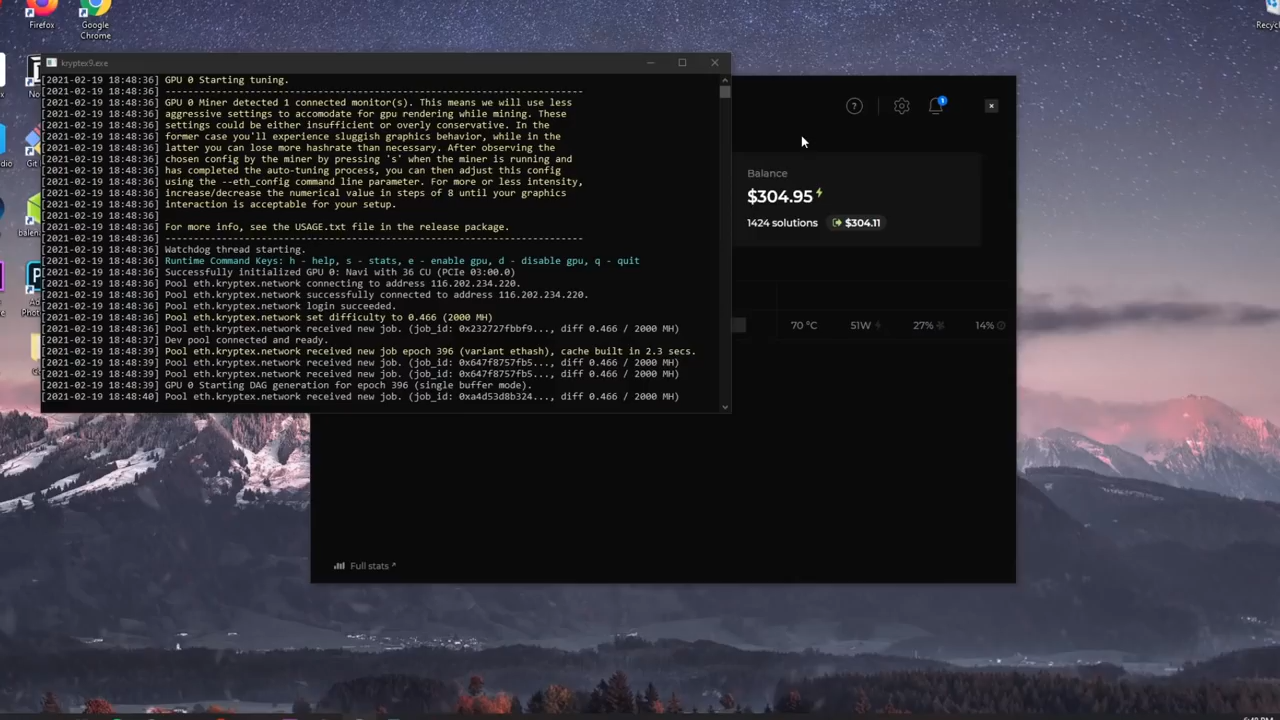 Firefox
Google
Chrome
Recyc
kryptex9.exe
[2021-02-19 18:48:36] GPU 0 Starting tuning.
[2021-02-19 18:48:36] ------------------------------------------------------------------------
[2021-02-19 18:48:36] GPU 0 Miner detected 1 connected monitor(s). This means we will use less
[2021-02-19 18:48:36] aggressive settings to accomodate for gpu rendering while mining. These
[2021-02-19 18:48:36] settings could be either insufficient or overly conservative. In the
[2021-02-19 18:48:36] former case you'll experience sluggish graphics behavior, while in the
[2021-02-19 18:48:36] latter you can lose more hashrate than necessary. After observing the
[2021-02-19 18:48:36] chosen config by the miner by pressing 's' when the miner is running and
[2021-02-19 18:48:36] has completed the auto-tuning process, you can then adjust this config
[2021-02-19 18:48:36] using the --eth_config command line parameter. For more or less intensity,
[2021-02-19 18:48:36] increase/decrease the numerical value in steps of 8 until your graphics
[2021-02-19 18:48:36] interaction is acceptable for your setup.
[2021-02-19 18:48:36]
[2021-02-19 18:48:36] For more info, see the USAGE.txt file in the release package.
[2021-02-19 18:48:36] ------------------------------------------------------------------------
[2021-02-19 18:48:36] Watchdog thread starting.
[2021-02-19 18:48:36] Runtime Command Keys: h - help, s - stats, e - enable gpu, d - disable gpu, q - quit
[2021-02-19 18:48:36] Successfully initialized GPU 0: Navi with 36 CU (PCIe 03:00.0)
[2021-02-19 18:48:36] Pool eth.kryptex.network connecting to address 116.202.234.220.
[2021-02-19 18:48:36] Pool eth.kryptex.network successfully connected to address 116.202.234.220.
[2021-02-19 18:48:36] Pool eth.kryptex.network login succeeded.
[2021-02-19 18:48:36] Pool eth.kryptex.network set difficulty to 0.466 (2000 MH)
[2021-02-19 18:48:36] Pool eth.kryptex.network received new job. (job_id: 0x232727fbbf9..., diff 0.466 / 2000 MH)
[2021-02-19 18:48:37] Dev pool connected and ready.
[2021-02-19 18:48:39] Pool eth.kryptex.network received new job epoch 396 (variant ethash), cache built in 2.3 secs.
[2021-02-19 18:48:39] Pool eth.kryptex.network received new job. (job_id: 0x647f8757fb5..., diff 0.466 / 2000 MH)
[2021-02-19 18:48:39] Pool eth.kryptex.network received new job. (job_id: 0x647f8757fb5..., diff 0.466 / 2000 MH)
[2021-02-19 18:48:39] GPU 0 Starting DAG generation for epoch 396 (single buffer mode).
[2021-02-19 18:48:40] Pool eth.kryptex.network received new job. (job_id: 0xa4d53d8b324..., diff 0.466 / 2000 MH)
1
Balance
$304.95
1424 solutions $304.11
70 °C 51W 27% 14%
Full stats